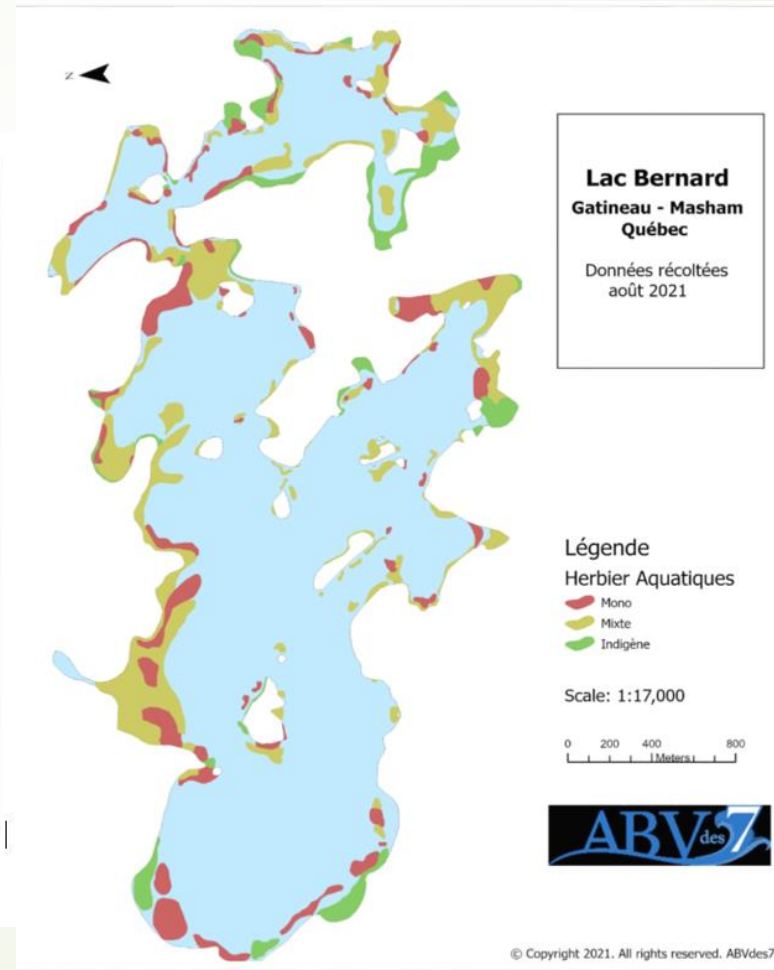 N
Lac Bernard
Gatineau - Masham
Québec
Données récoltées
août 2021
Légende
Herbier Aquatiques
Mono
Mixte
Indigène
Scale: 1:17,000
0 200 400 800
Meters
ABV des 7
© Copyright 2021. All rights reserved. ABVdes7